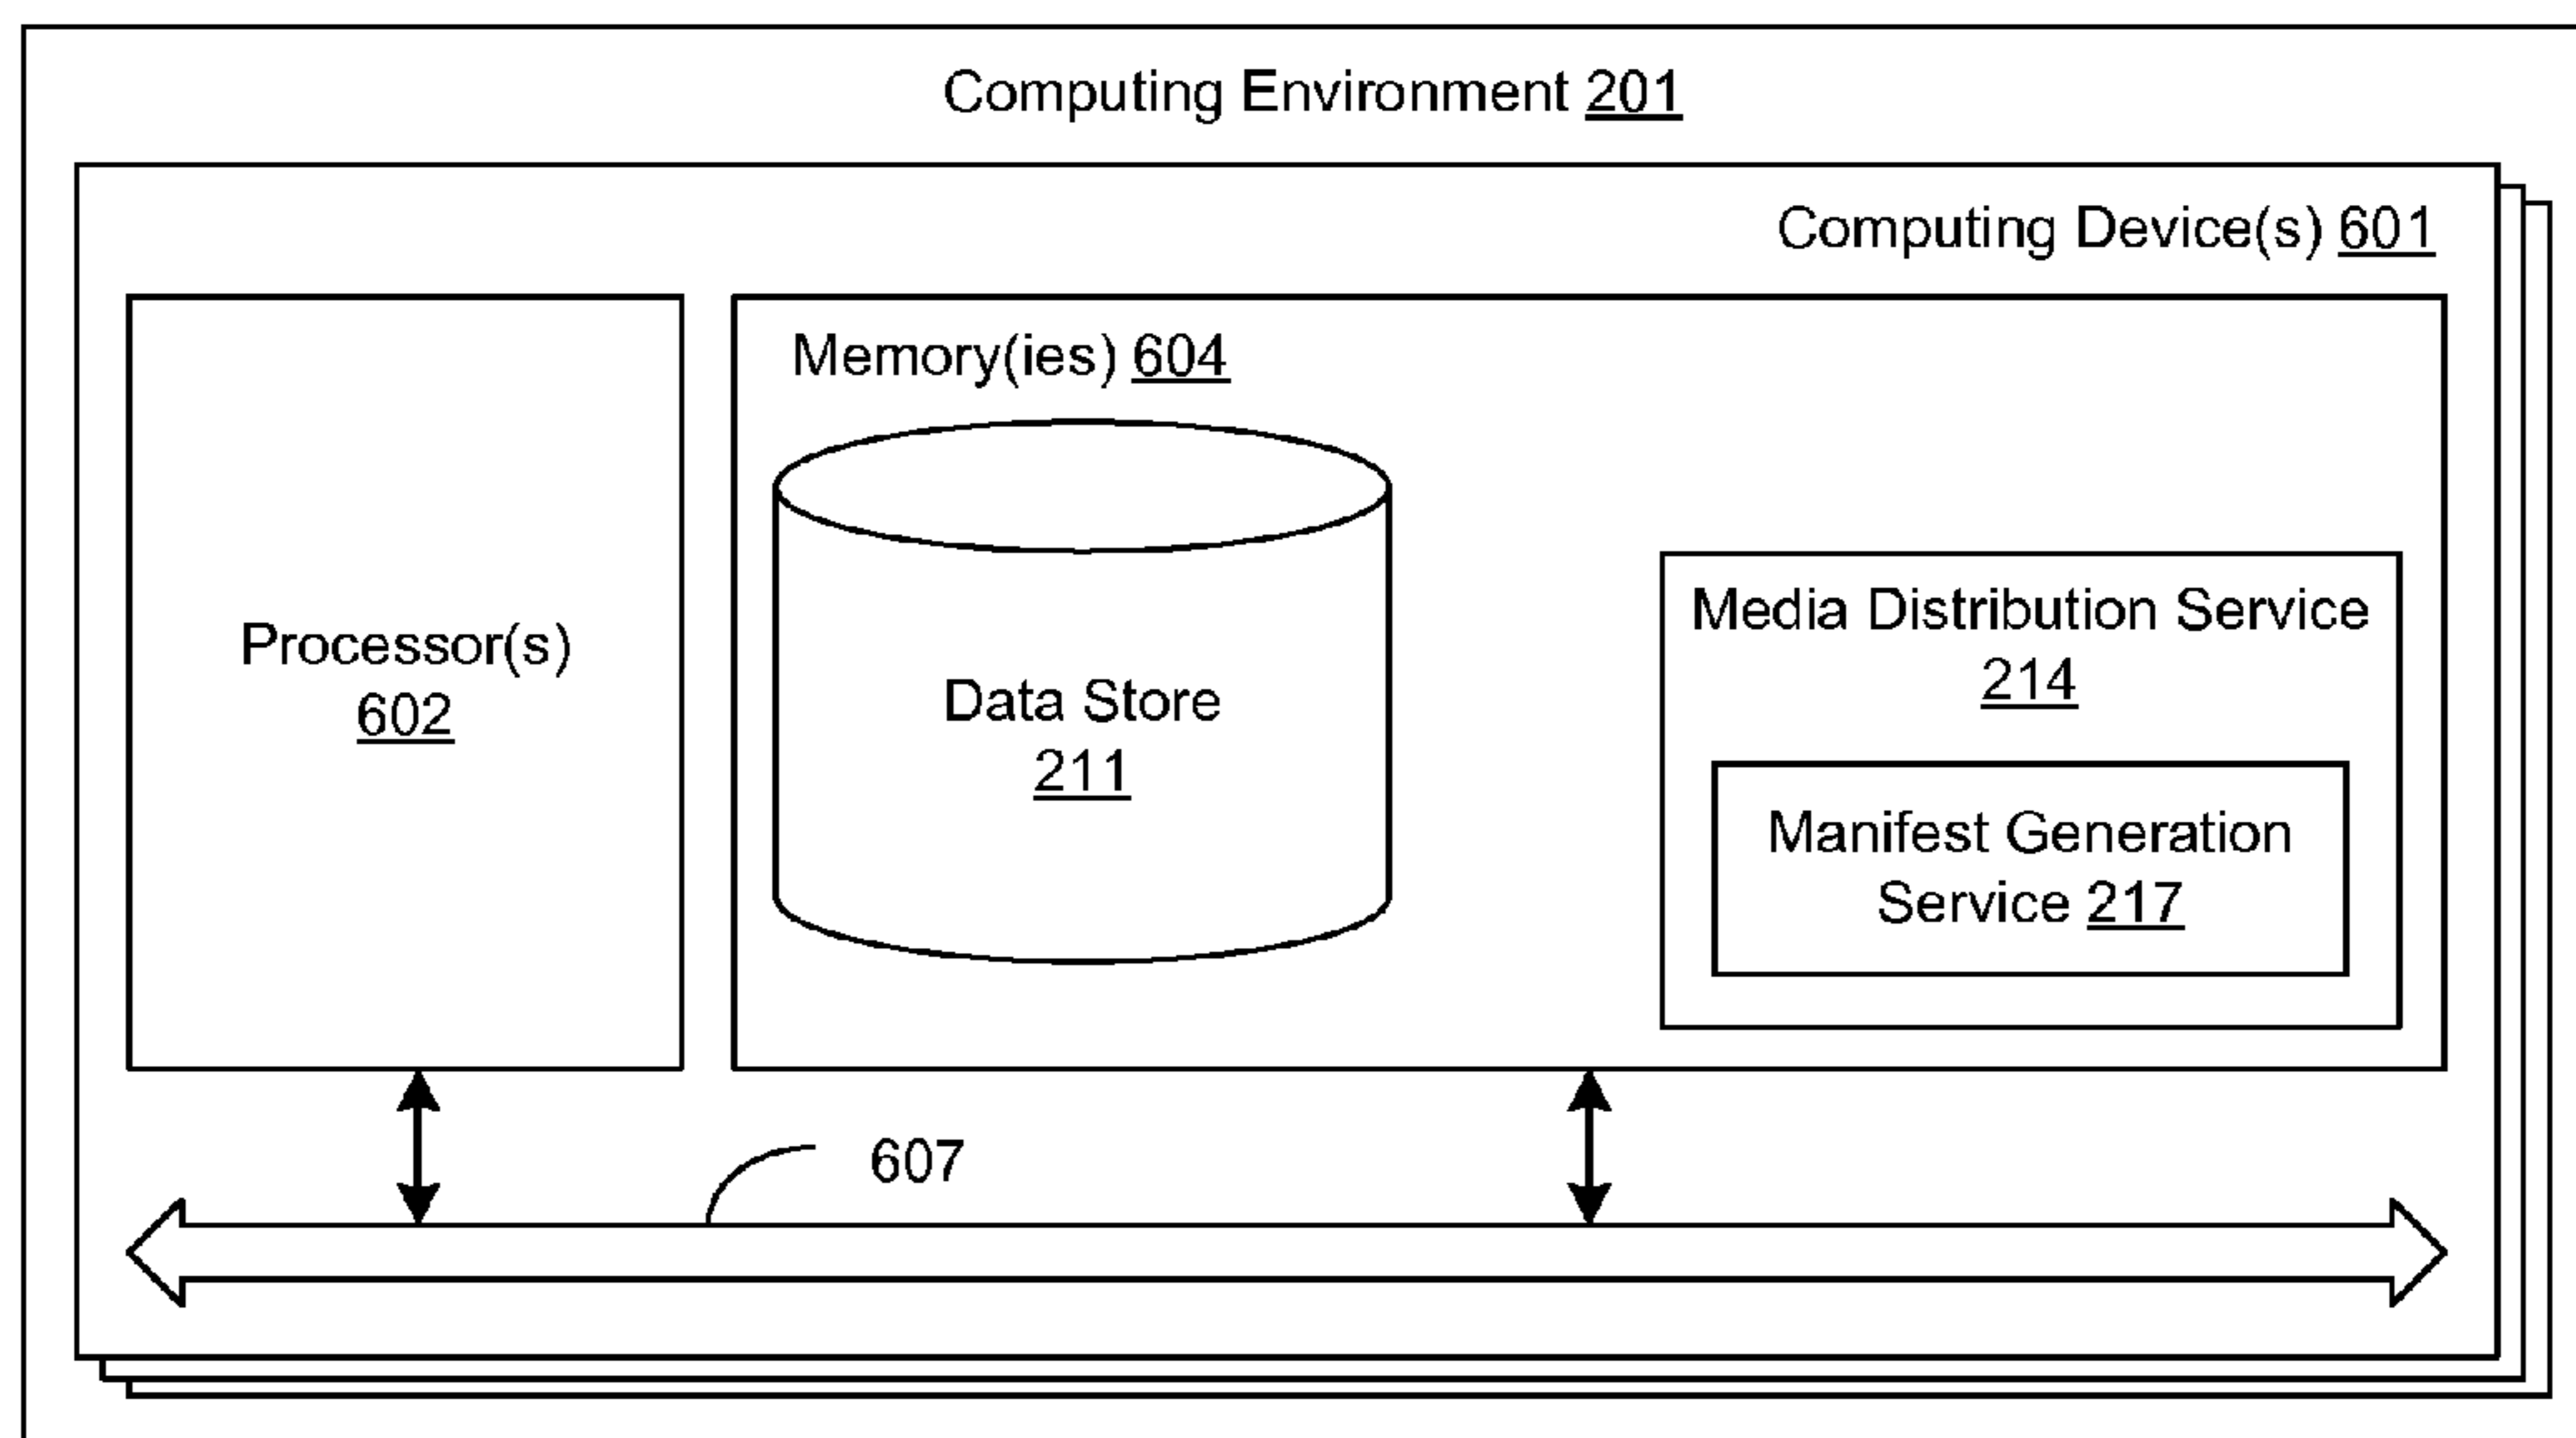 Computing Environment 201
Computing Device(s) 601
Processor(s)
602
Memory(ies) 604
Data Store
211
Media Distribution Service
214
Manifest Generation
Service 217
607